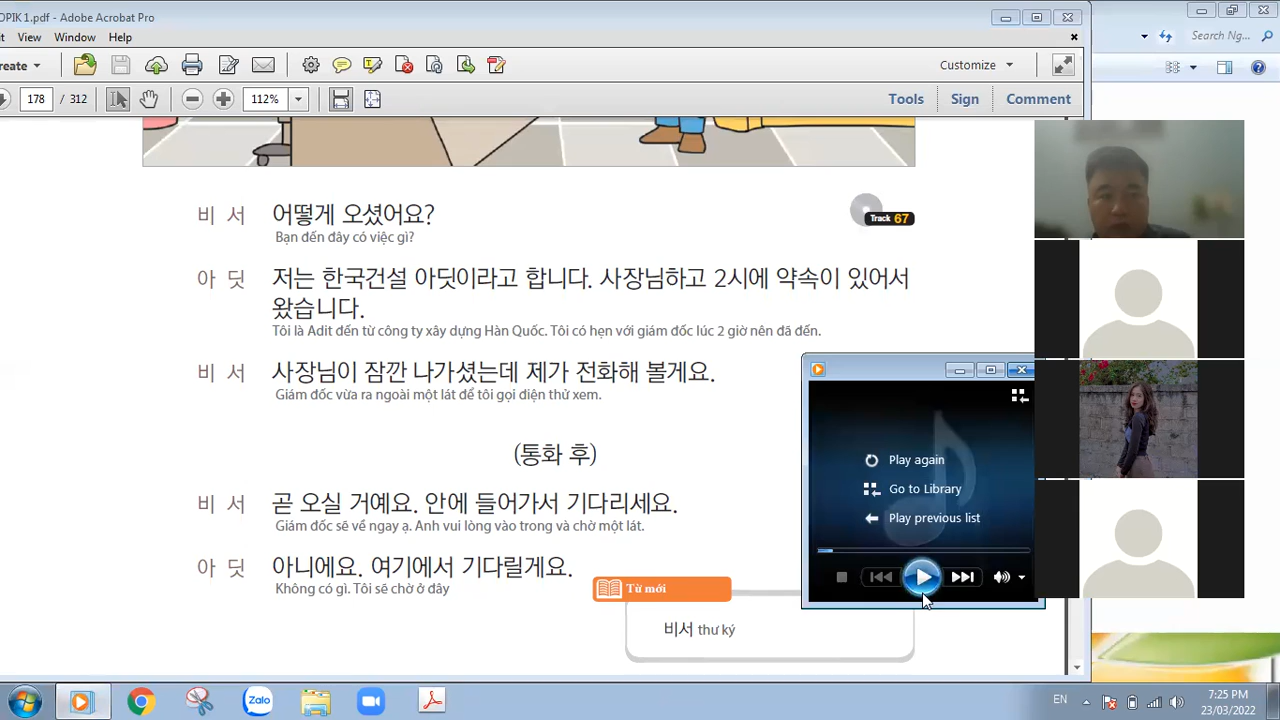 OPIK 1.pdf - Adobe Acrobat Pro
t View Window Help
Search Ng...
reate
Customize
178 / 312
112%
Tools Sign Comment
비 서 어떻게 오셨어요?
Bạn đến đây có việc gì?
Track 67
아 딧 저는 한국건설 아딧이라고 합니다. 사장님하고 2시에 약속이 있어서
왔습니다.
Tôi là Adit đến từ công ty xây dựng Hàn Quốc. Tôi có hẹn với giám đốc lúc 2 giờ nên đã đến.
비 서 사장님이 잠깐 나가셨는데 제가 전화해 볼게요.
Giám đốc vừa ra ngoài một lát để tôi gọi điện thử xem.
(통화 후)
비 서 곧 오실 거예요. 안에 들어가서 기다리세요.
Giám đốc sẽ về ngay ạ. Anh vui lòng vào trong và chờ một lát.
아 딧 아니에요. 여기에서 기다릴게요.
Không có gì. Tôi sẽ chờ ở đây
Từ mới
비서 thư ký
Play again
Go to Library
Play previous list
Zalo
EN
7:25 PM
23/03/2022